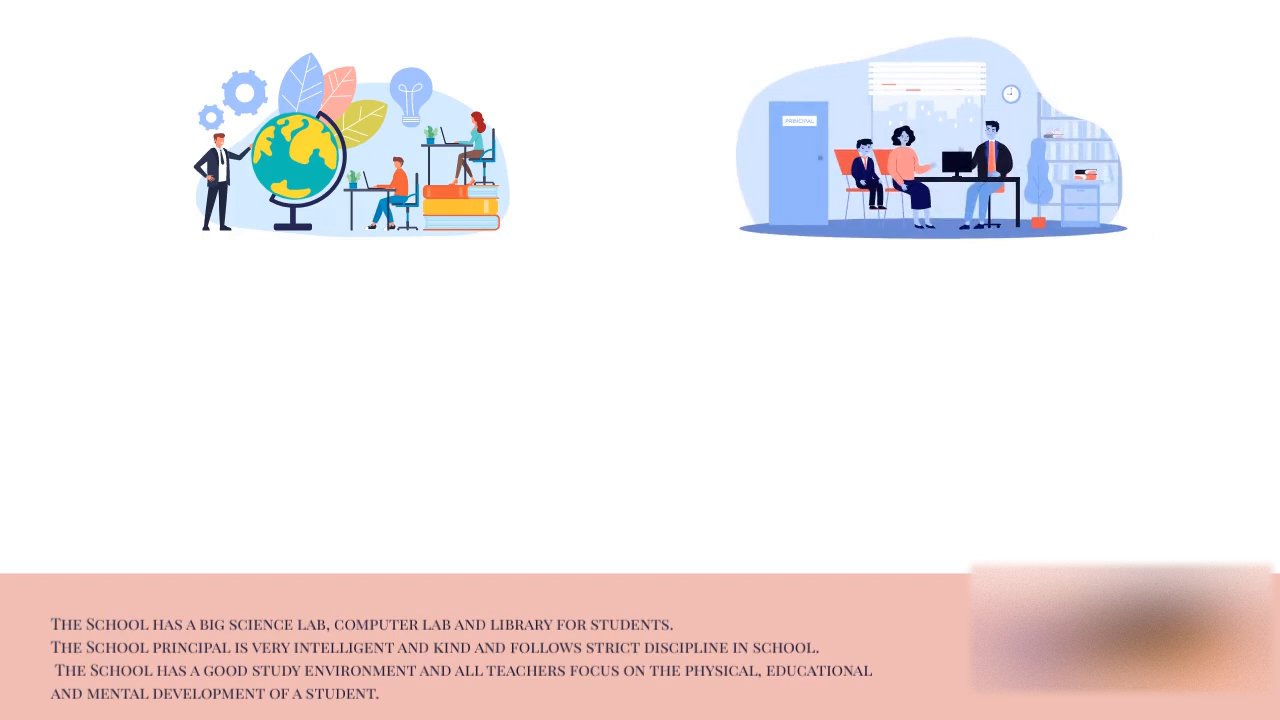 PRINCIPAL
The School has a big science lab, computer lab and library for students.
The School principal is very intelligent and kind and follows strict discipline in school.
The School has a good study environment and all teachers focus on the physical, educational
and mental development of a student.